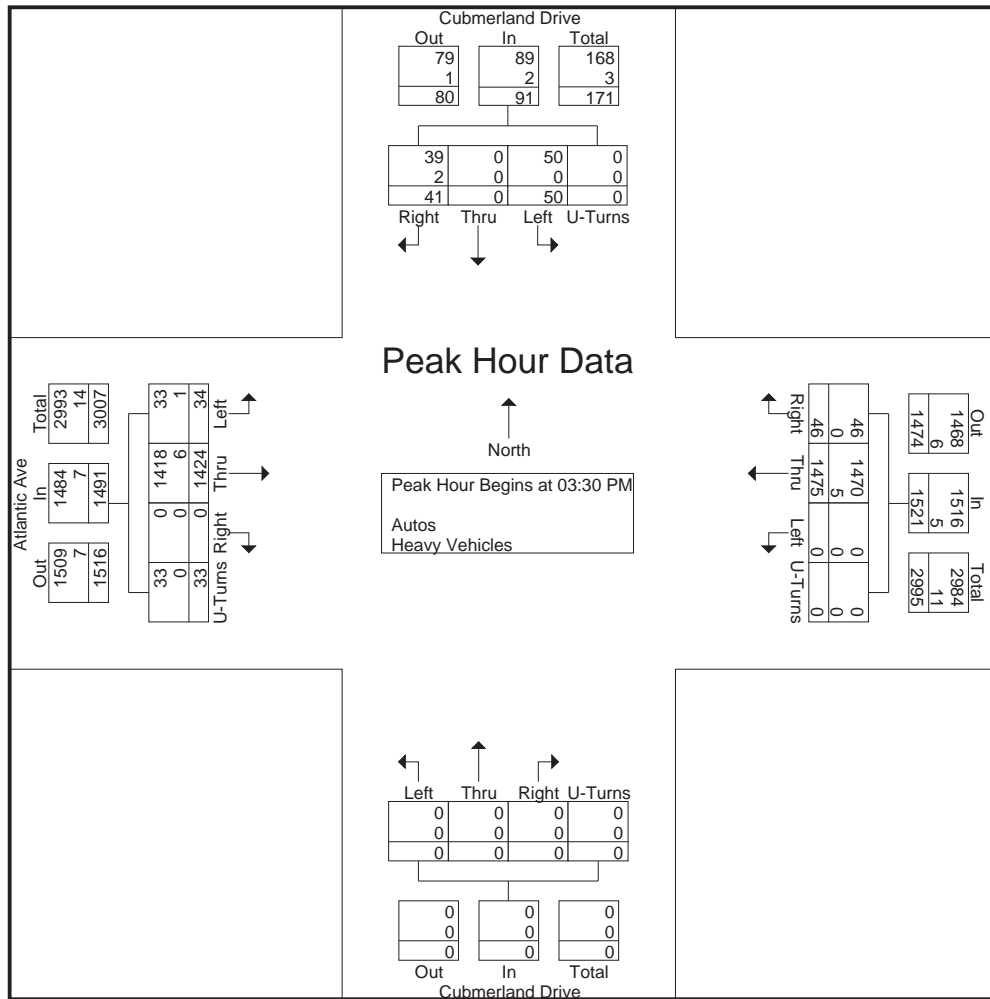 Cubmerland Drive
Out In Total
79 89 168
1 2 3
80 91 171
39 0 50 0
2 0 0 0
41 0 50 0
Right Thru Left U-Turns
Peak Hour Data
North
Peak Hour Begins at 03:30 PM
Autos
Heavy Vehicles
Atlantic Ave
Out In Total
1509 1484 2993
7 7 14
1516 1491 3007
33 0 1418 33
0 0 6 1
33 0 1424 34
U-Turns Right Thru Left
Out In Total
1468 1516 2984
6 5 11
1474 1521 2995
46 1470 0 0
0 5 0 0
46 1475 0 0
Right Thru Left U-Turns
Left Thru Right U-Turns
0 0 0 0
0 0 0 0
0 0 0 0
0 0 0
0 0 0
0 0 0
Out In Total
Cubmerland Drive